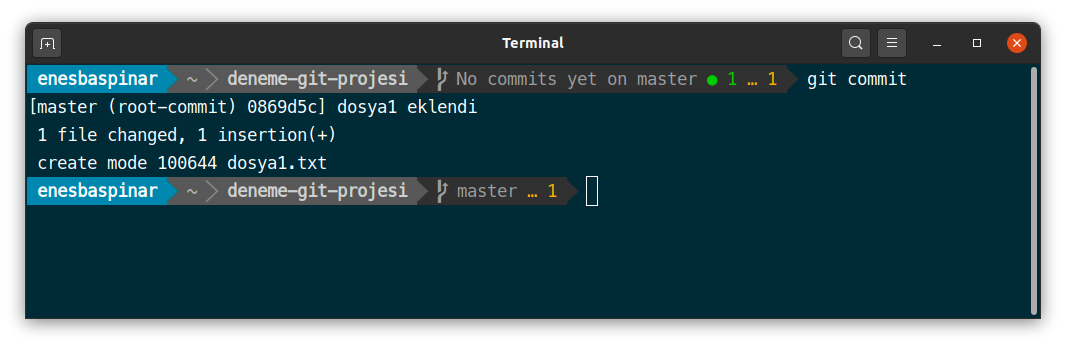 Terminal
enesbaspinar ~ deneme-git-projesi No commits yet on master ● 1 … 1 git commit
[master (root-commit) 0869d5c] dosya1 eklendi
1 file changed, 1 insertion(+)
create mode 100644 dosya1.txt
enesbaspinar ~ deneme-git-projesi master … 1